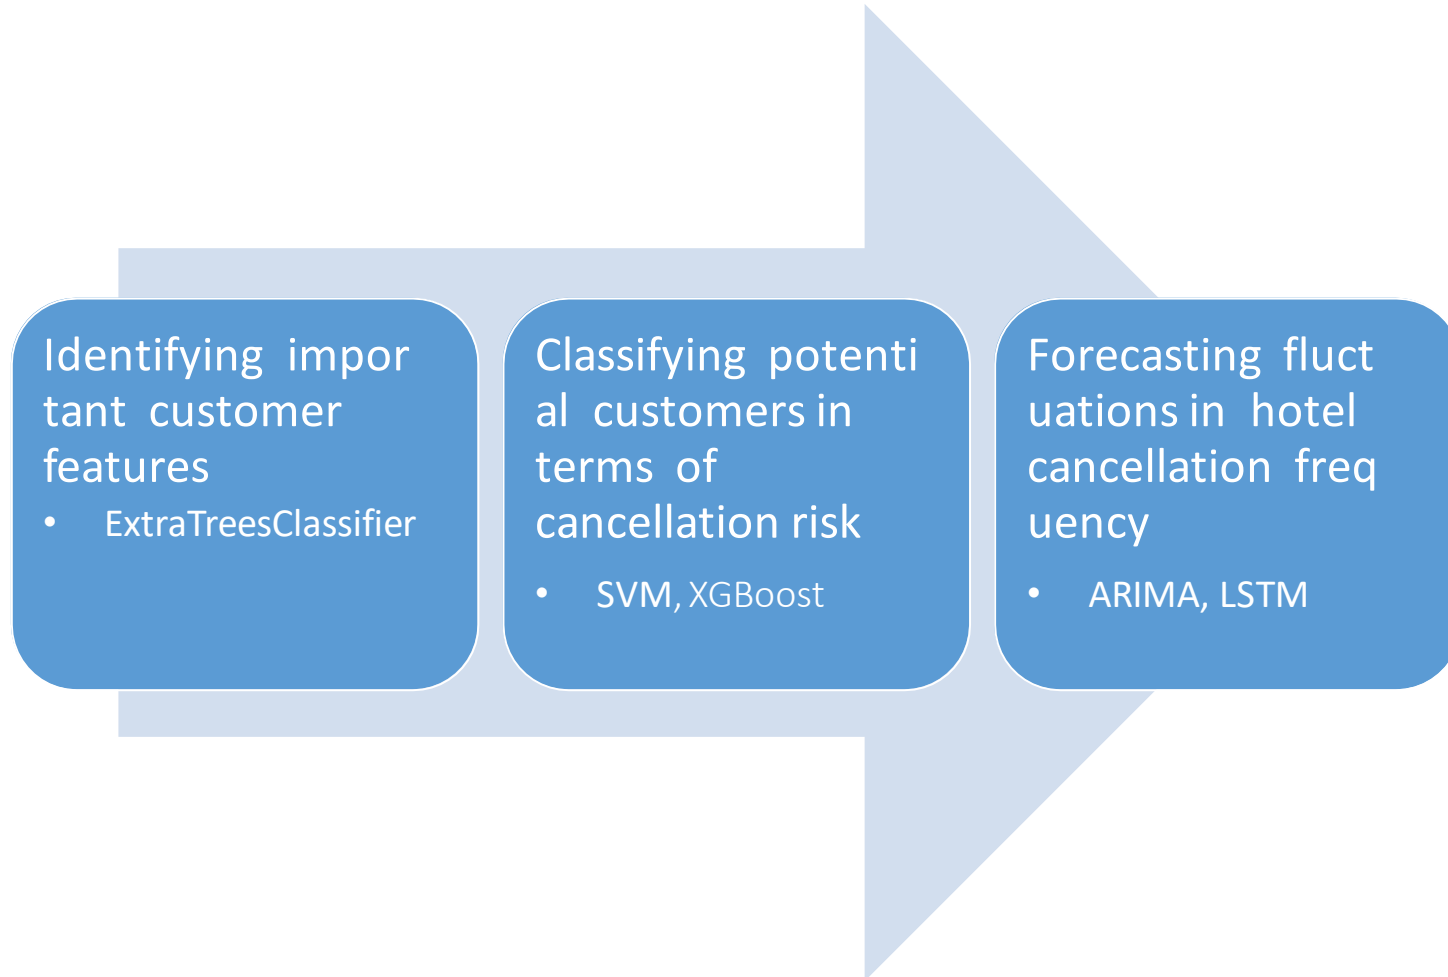 Identifying impor
tant customer
features
• ExtraTreesClassifier
Classifying potenti
al customers in
terms of
cancellation risk
• SVM, XGBoost
Forecasting fluct
uations in hotel
cancellation freq
uency
• ARIMA, LSTM